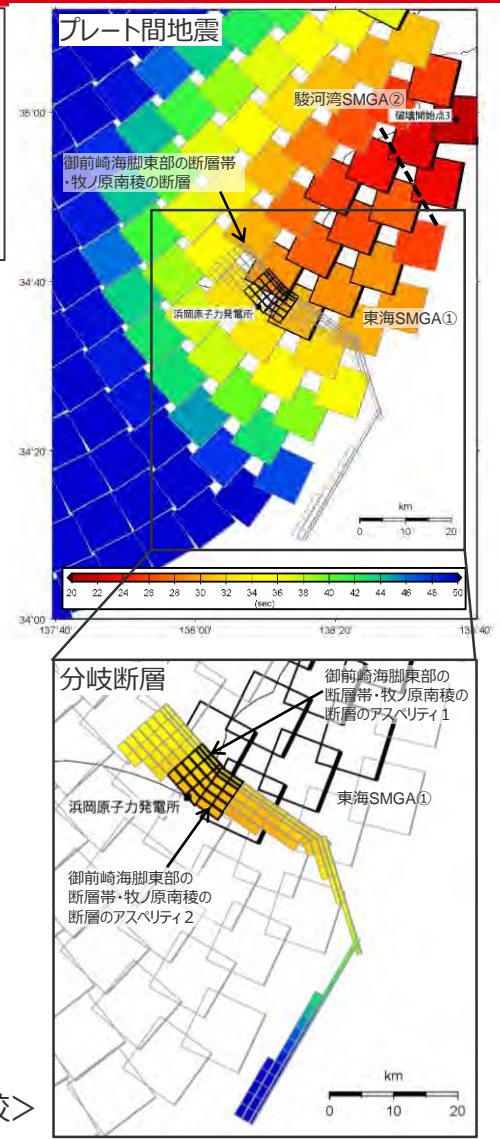 プレート間地震
駿河湾SMGA②
破壊開始点3
御前崎海脚東部の断層帯
・牧ノ原南稜の断層
浜岡原子力発電所
東海SMGA①
35°00'
34°40'
34°20'
34°00'
km
0 10 20
20 22 24 26 28 30 32 34 36 38 40 42 44 46 48 50
(sec)
137°40' 138°00' 138°20' 138°40'
分岐断層
御前崎海脚東部の
断層帯・牧ノ原南稜の
断層のアスペリティ1
東海SMGA①
浜岡原子力発電所
御前崎海脚東部の
断層帯・牧ノ原南稜の
断層のアスペリティ2
km
0 10 20